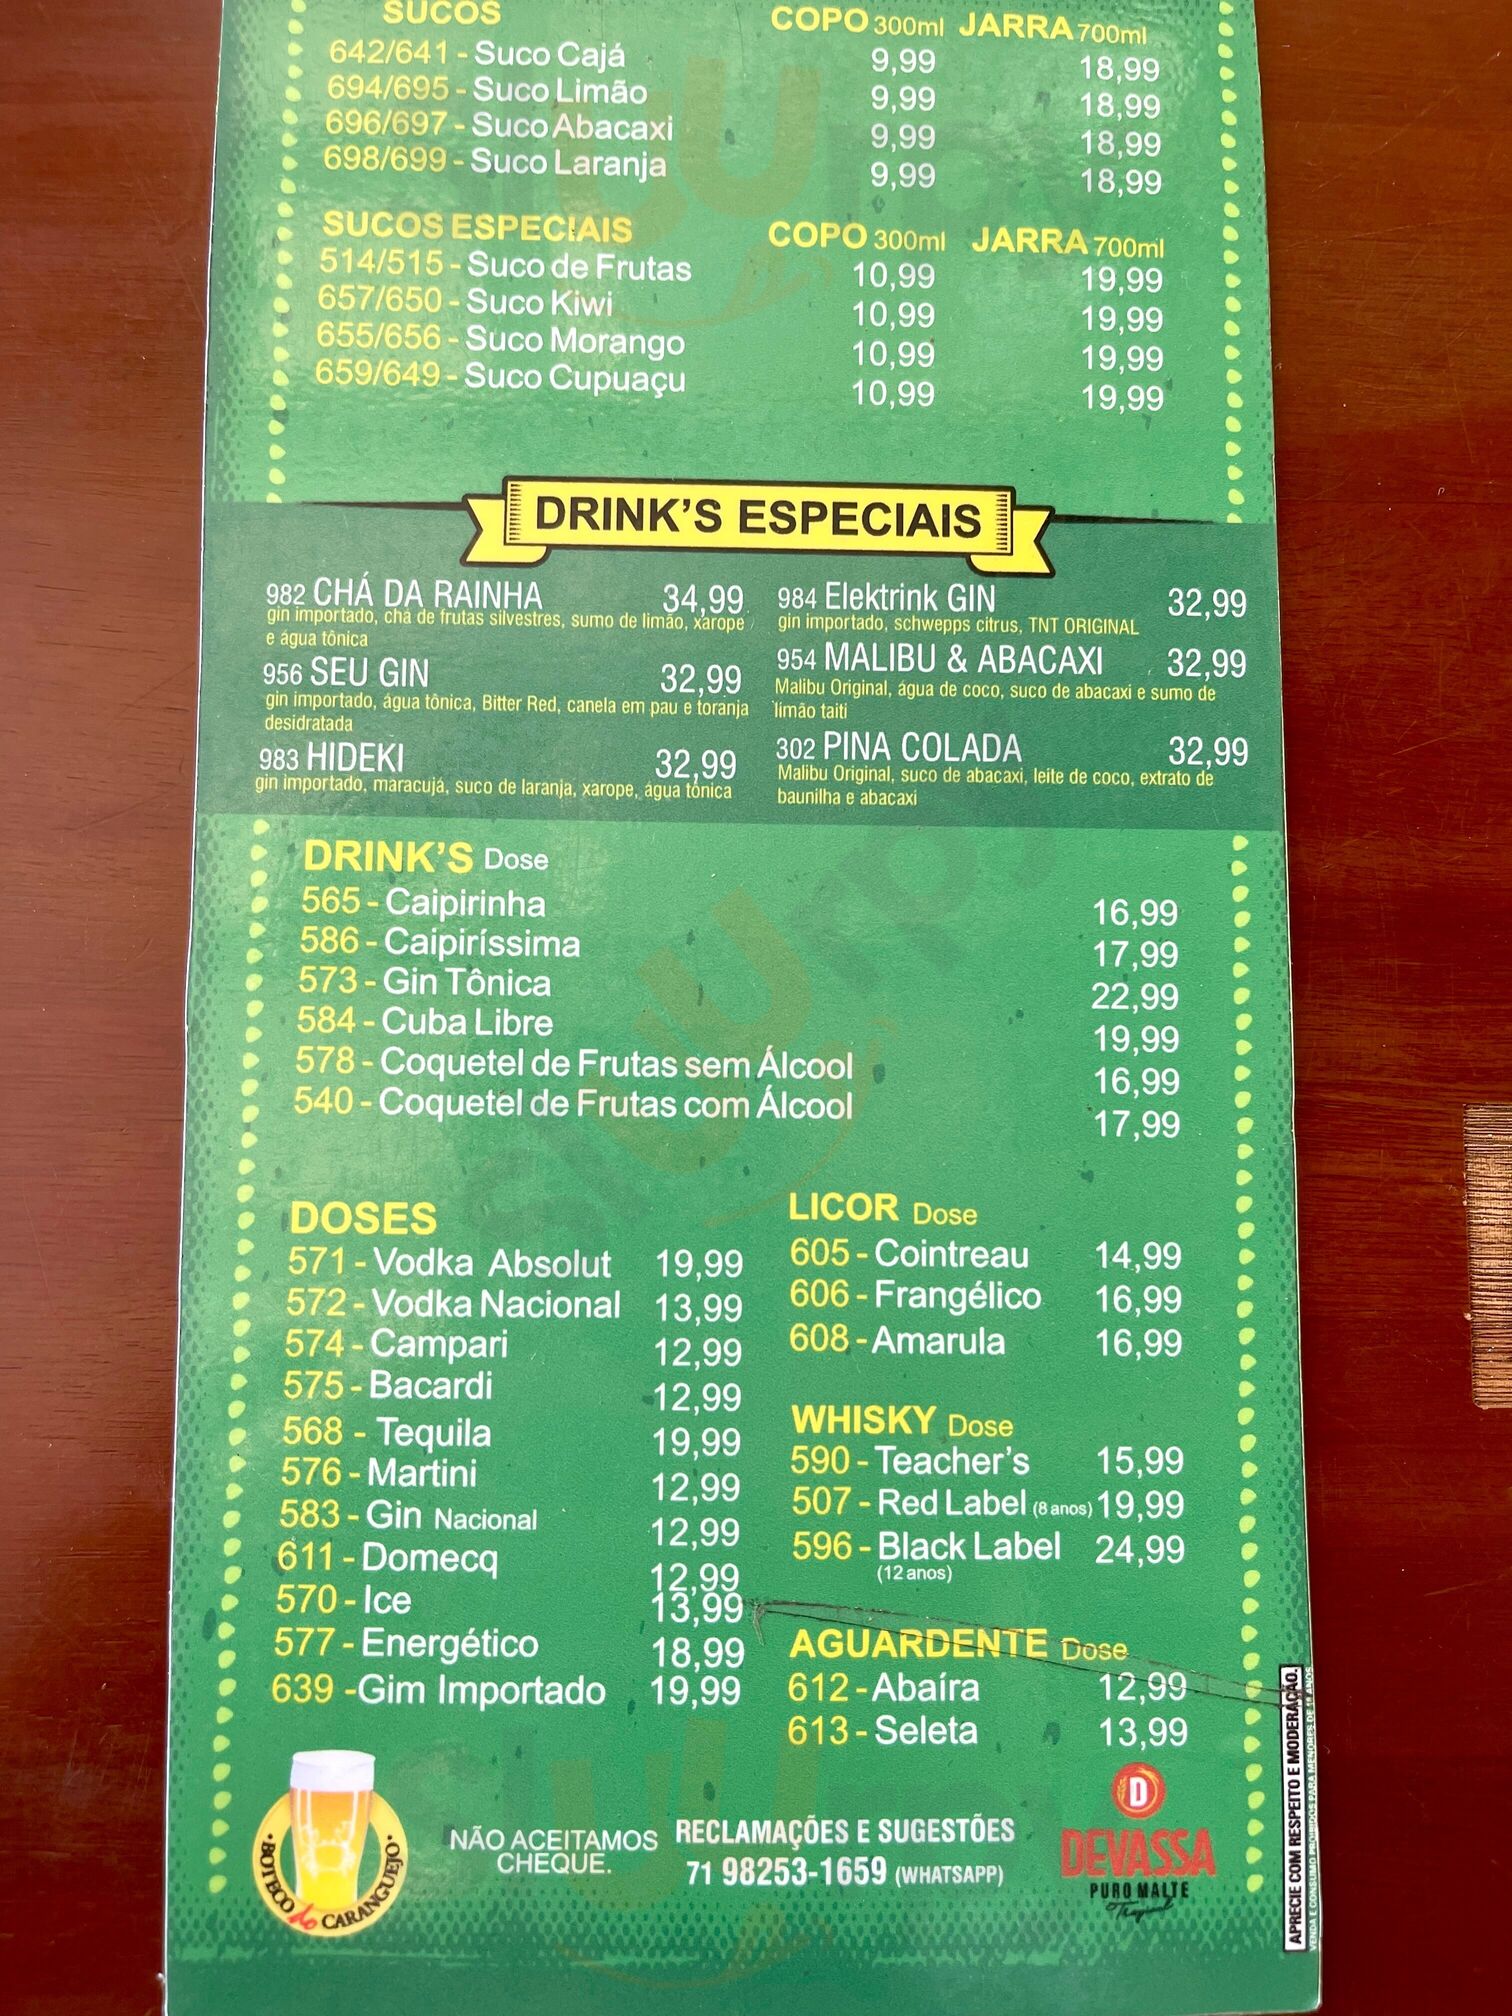 SUCOS COPO 300ml JARRA 700ml
642/641 - Suco Cajá 9,99 18,99
694/695 - Suco Limão 9,99 18,99
696/697 - Suco Abacaxi 9,99 18,99
698/699 - Suco Laranja 9,99 18,99
SUCOS ESPECIAIS COPO 300ml JARRA 700ml
514/515 - Suco de Frutas 10,99 19,99
657/650 - Suco Kiwi 10,99 19,99
655/656 - Suco Morango 10,99 19,99
659/649 - Suco Cupuaçu 10,99 19,99
DRINK'S ESPECIAIS
982 CHÁ DA RAINHA 34,99
gin importado, chá de frutas silvestres, sumo de limão, xarope
e água tônica
956 SEU GIN 32,99
gin importado, água tônica, Bitter Red, canela em pau e toranja
desidratada
983 HIDEKI 32,99
gin importado, maracujá, suco de laranja, xarope, água tônica
984 Elektrink GIN 32,99
gin importado, schwepps citrus, TNT ORIGINAL
954 MALIBU & ABACAXI 32,99
Malibu Original, água de coco, suco de abacaxi e sumo de
limão taiti
302 PINA COLADA 32,99
Malibu Original, suco de abacaxi, leite de coco, extrato de
baunilha e abacaxi
DRINK'S Dose
565 - Caipirinha 16,99
586 - Caipiríssima 17,99
573 - Gin Tônica 22,99
584 - Cuba Libre 19,99
578 - Coquetel de Frutas sem Álcool 16,99
540 - Coquetel de Frutas com Álcool 17,99
DOSES
571 - Vodka Absolut 19,99
572 - Vodka Nacional 13,99
574 - Campari 12,99
575 - Bacardi 12,99
568 - Tequila 19,99
576 - Martini 12,99
583 - Gin Nacional 12,99
611 - Domecq 12,99
570 - Ice 13,99
577 - Energético 18,99
639 - Gim Importado 19,99
LICOR Dose
605 - Cointreau 14,99
606 - Frangélico 16,99
608 - Amarula 16,99
WHISKY Dose
590 - Teacher's 15,99
507 - Red Label (8 anos) 19,99
596 - Black Label 24,99
(12 anos)
AGUARDENTE Dose
612 - Abaíra 12,99
613 - Seleta 13,99
BOTECO do CARANGUEJO
NÃO ACEITAMOS
CHEQUE.
RECLAMAÇÕES E SUGESTÕES
71 98253-1659 (WHATSAPP)
D
DEVASSA
PURO MALTE
Tropical
APRECIE COM RESPEITO E MODERAÇÃO.
VENDA E CONSUMO PROIBIDOS PARA MENORES DE 18 ANOS